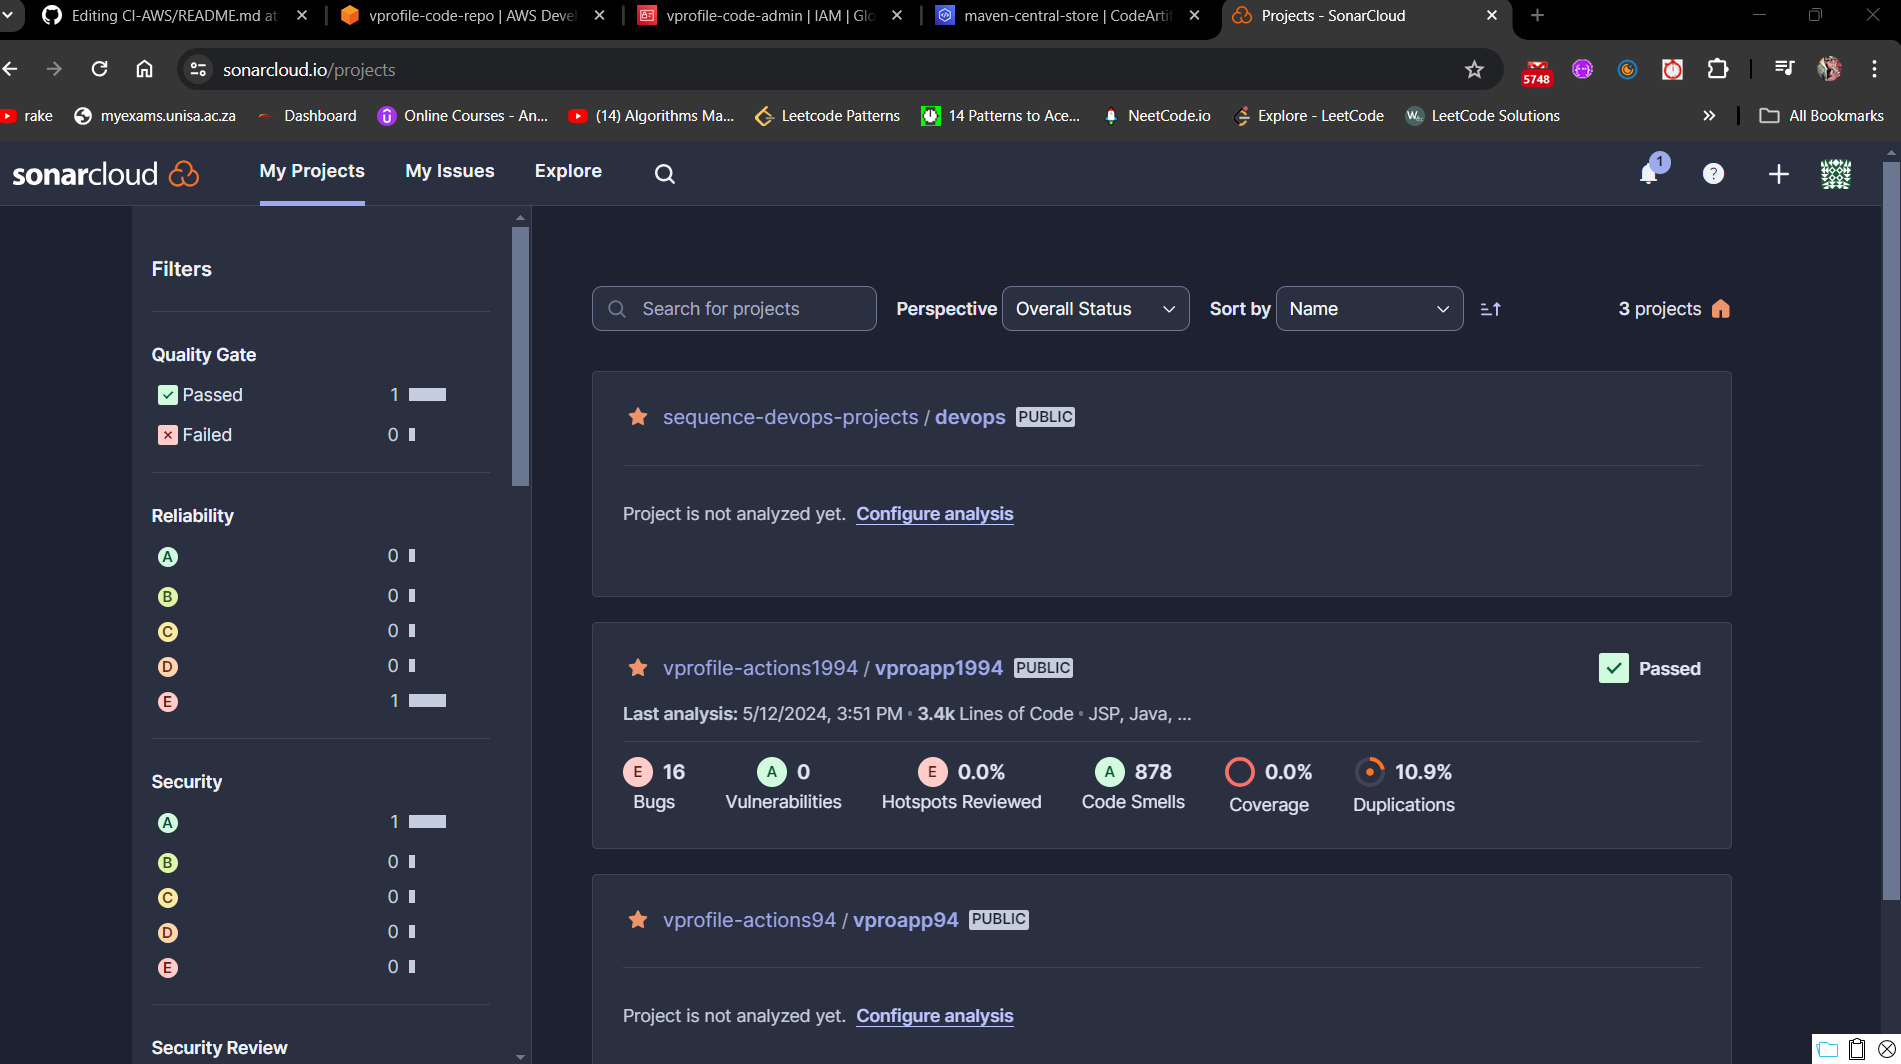 Editing CI-AWS/README.md at
vprofile-code-repo | AWS Devel
vprofile-code-admin | IAM | Glo
maven-central-store | CodeArtif
Projects - SonarCloud
sonarcloud.io/projects
5748
rake
myexams.unisa.ac.za
Dashboard
Online Courses - An...
(14) Algorithms Ma...
Leetcode Patterns
14 Patterns to Ace...
NeetCode.io
Explore - LeetCode
LeetCode Solutions
All Bookmarks
sonarcloud
My Projects
My Issues
Explore
1
?
Filters
Search for projects
Perspective
Overall Status
Sort by
Name
3 projects
Quality Gate
Passed 1
Failed 0
Reliability
A 0
B 0
C 0
D 0
E 1
Security
A 1
B 0
C 0
D 0
E 0
Security Review
sequence-devops-projects / devops PUBLIC
Project is not analyzed yet. Configure analysis
vprofile-actions1994 / vproapp1994 PUBLIC
Passed
Last analysis: 5/12/2024, 3:51 PM • 3.4k Lines of Code • JSP, Java, ...
E 16
Bugs
A 0
Vulnerabilities
E 0.0%
Hotspots Reviewed
A 878
Code Smells
0.0%
Coverage
10.9%
Duplications
vprofile-actions94 / vproapp94 PUBLIC
Project is not analyzed yet. Configure analysis